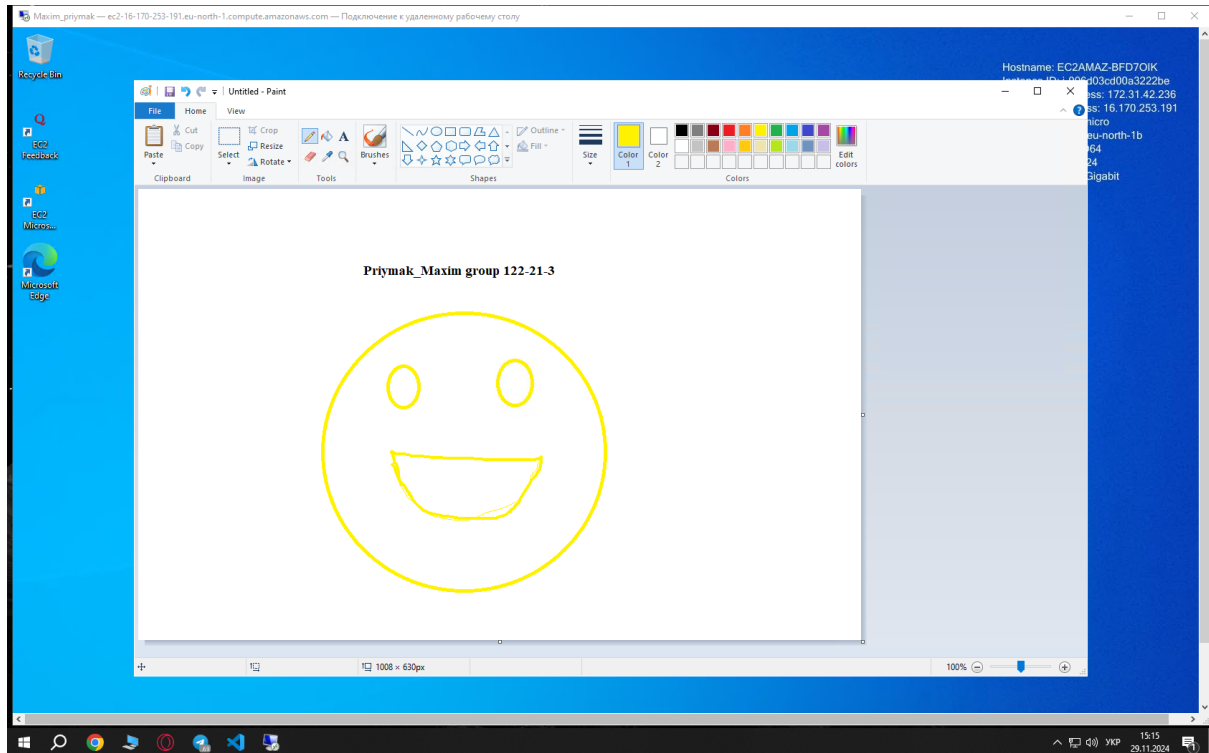 Maxim_priymak — ec2-16-170-253-191.eu-north-1.compute.amazonaws.com — Подключение к удаленному рабочему столу
Recycle Bin
EC2
Feedback
EC2
Micros...
Microsoft
Edge
Hostname: EC2AMAZ-BFD7OIK
ess: 172.31.42.236
ss: 16.170.253.191
nicro
eu-north-1b
64
24
Gigabit
Untitled - Paint
File Home View
Paste
Cut
Copy
Clipboard
Select
Crop
Resize
Rotate
Image
A
Tools
Brushes
Outline
Fill
Shapes
Size
Color
1
Color
2
Edit
colors
Colors
Priymak_Maxim group 122-21-3
1008 × 630px
100%
УКР
15:15
29.11.2024